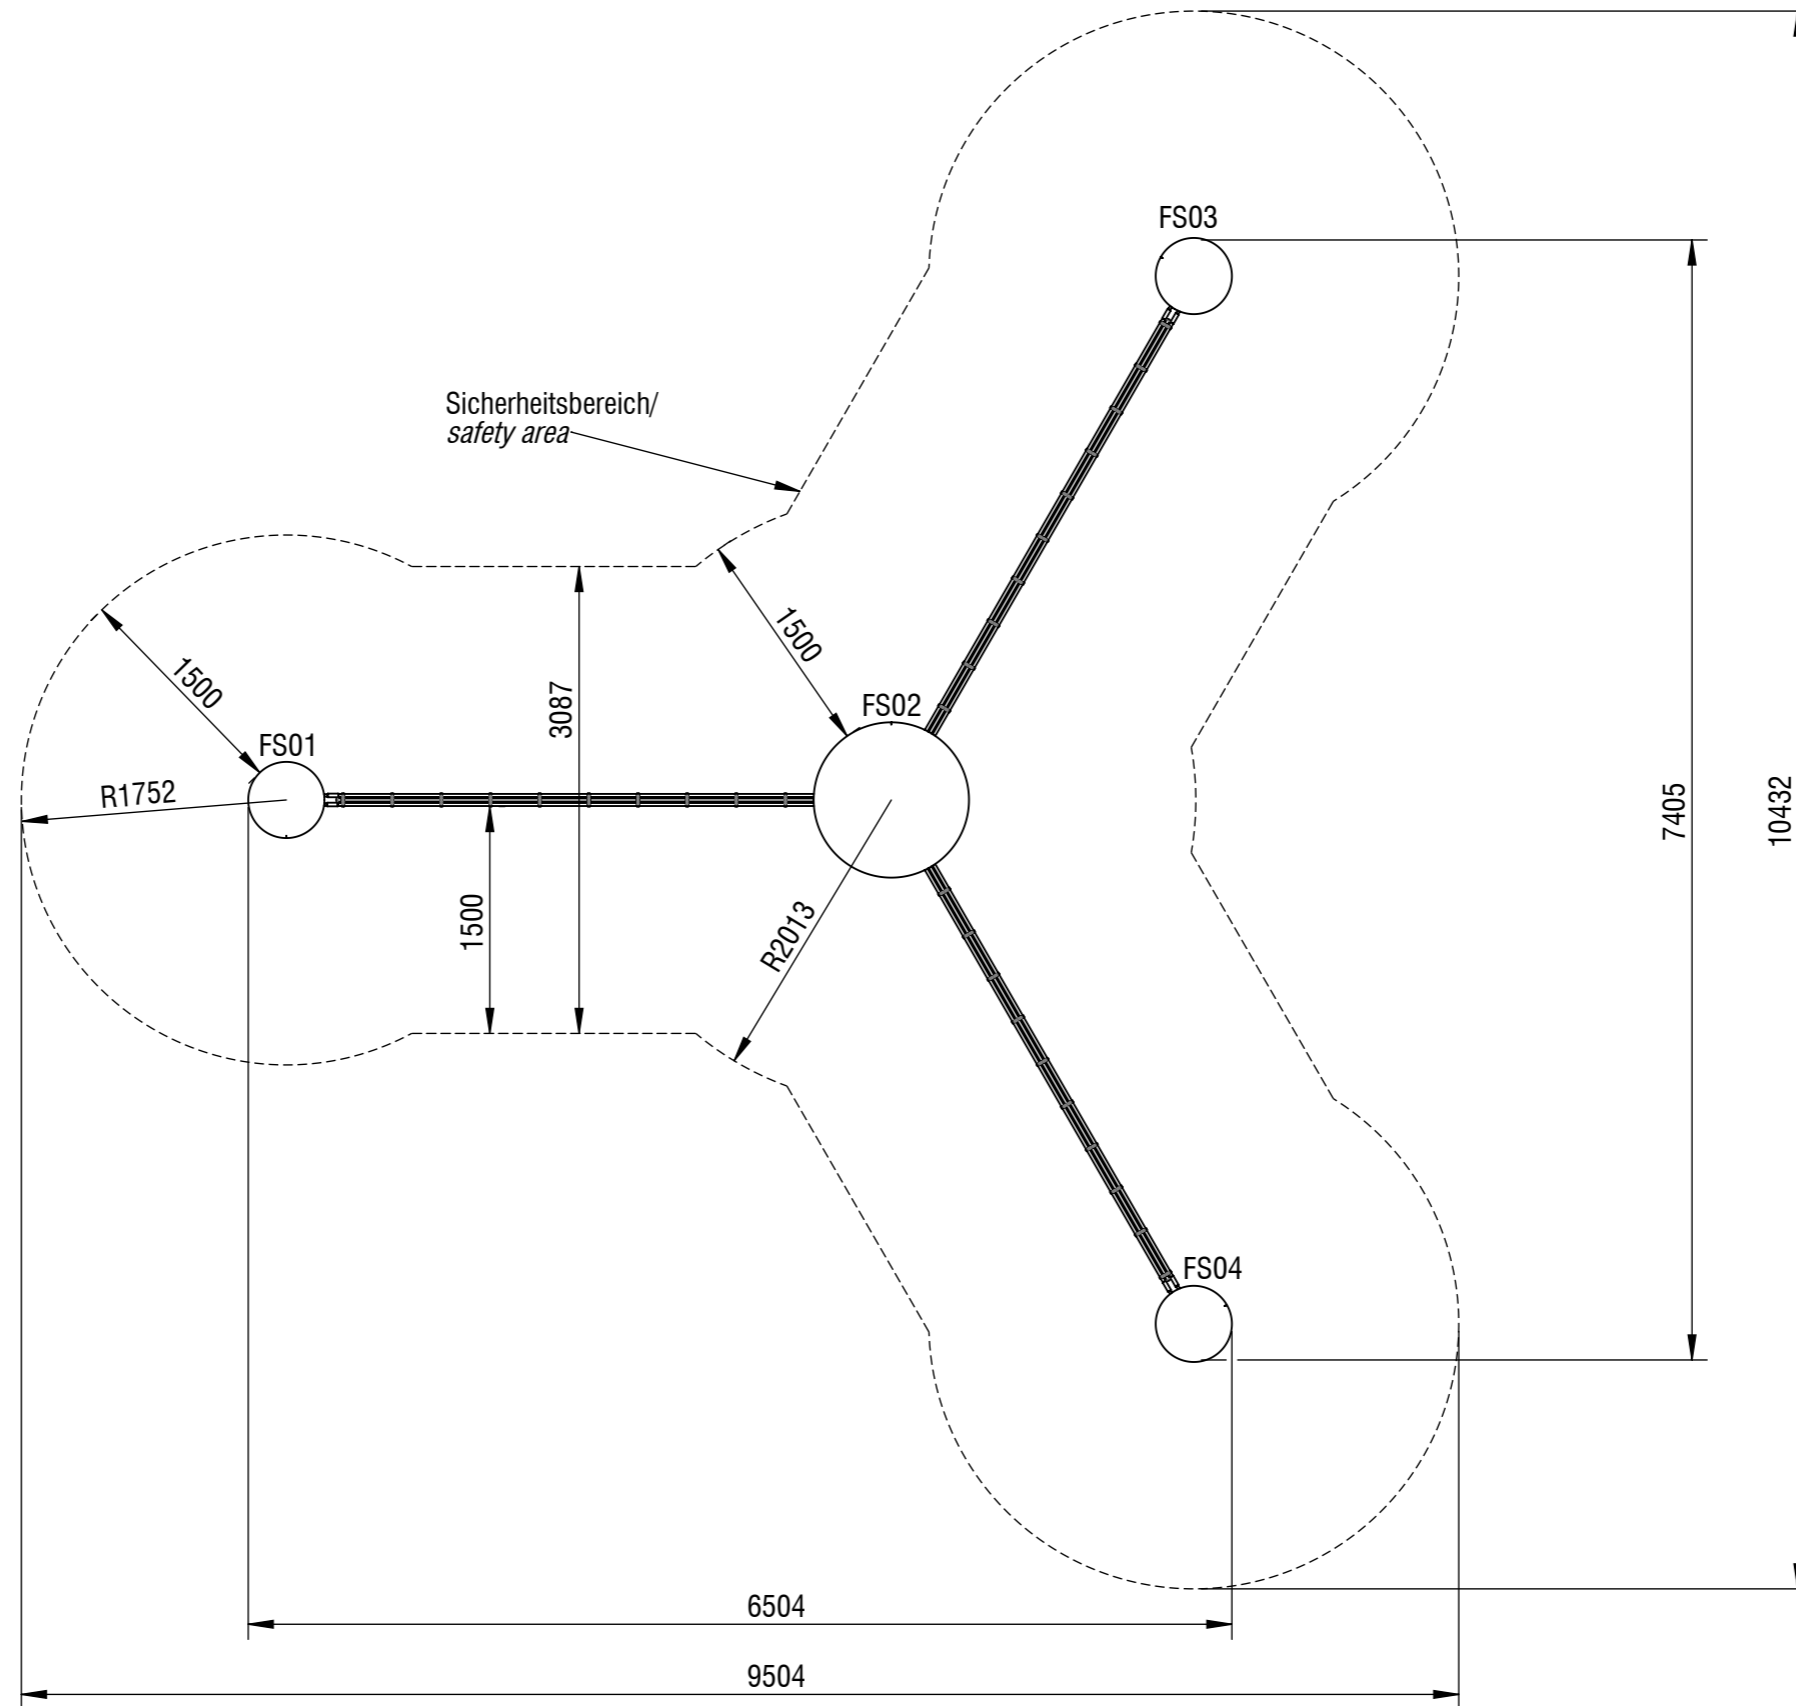 FS03
Sicherheitsbereich/
safety area
1500
1500
3087
FS02
FS01
R1752
7405
10432
1500
R2013
FS04
6504
9504